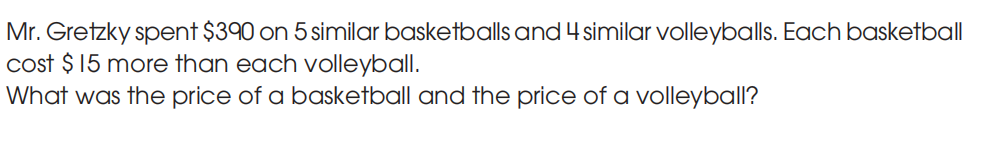 Mr. Gretzky spent $390 on 5 similar basketballs and 4 similar volleyballs. Each basketball
cost $15 more than each volleyball.
What was the price of a basketball and the price of a volleyball?